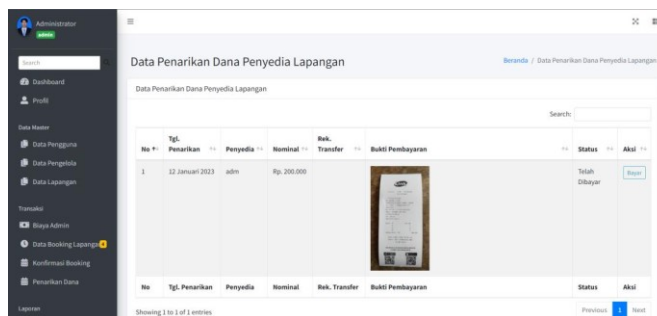 Administrator
admin
Search
Dashboard
Profil
Data Master
Data Pengguna
Data Pengelola
Data Lapangan
Transaksi
Biaya Admin
Data Booking Lapangan 4
Konfirmasi Booking
Penarikan Dana
Laporan
Data Penarikan Dana Penyedia Lapangan
Beranda / Data Penarikan Dana Penyedia Lapangan
Data Penarikan Dana Penyedia Lapangan
Search:
No Tgl. Penarikan Penyedia Nominal Rek. Transfer Bukti Pembayaran Status Aksi
1 12 Januari 2023 adm Rp. 200.000 Telah Dibayar Bayar
No Tgl. Penarikan Penyedia Nominal Rek. Transfer Bukti Pembayaran Status Aksi
Showing 1 to 1 of 1 entries
Previous 1 Next